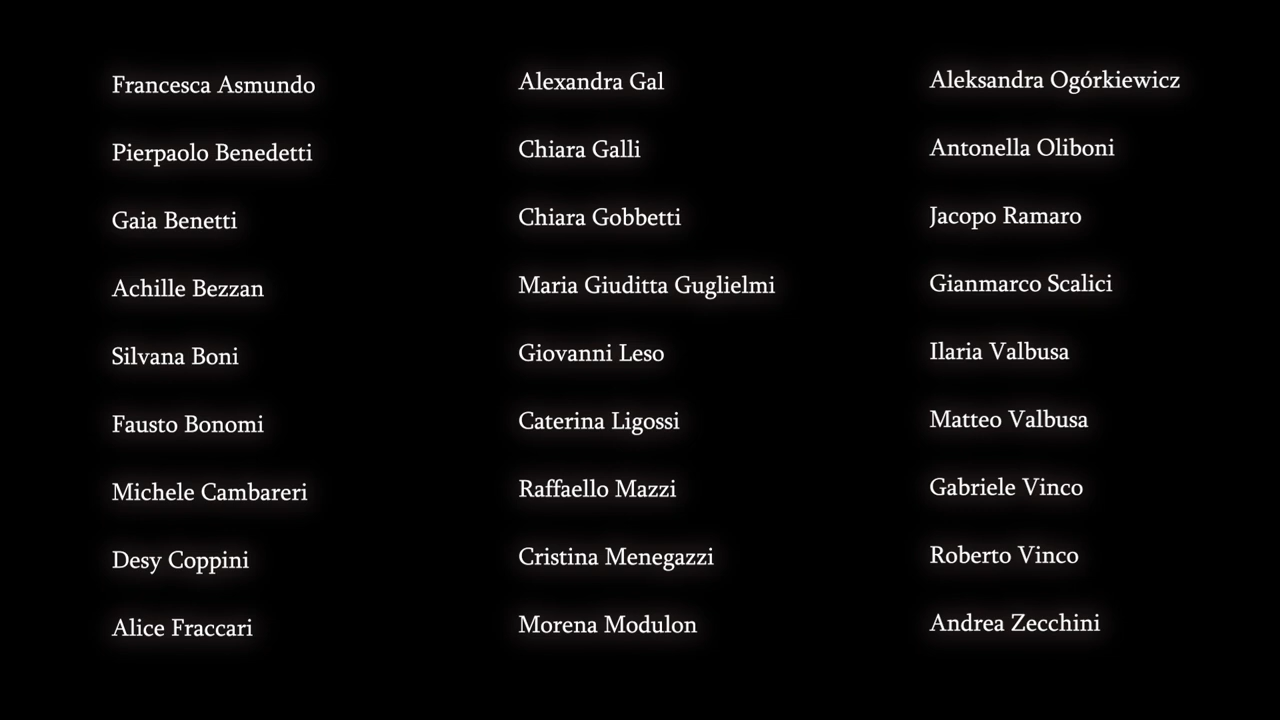 Francesca Asmundo
Pierpaolo Benedetti
Gaia Benetti
Achille Bezzan
Silvana Boni
Fausto Bonomi
Michele Cambareri
Desy Coppini
Alice Fraccari
Alexandra Gal
Chiara Galli
Chiara Gobbetti
Maria Giuditta Guglielmi
Giovanni Leso
Caterina Ligossi
Raffaello Mazzi
Cristina Menegazzi
Morena Modulon
Aleksandra Ogórkiewicz
Antonella Oliboni
Jacopo Ramaro
Gianmarco Scalici
Ilaria Valbusa
Matteo Valbusa
Gabriele Vinco
Roberto Vinco
Andrea Zecchini